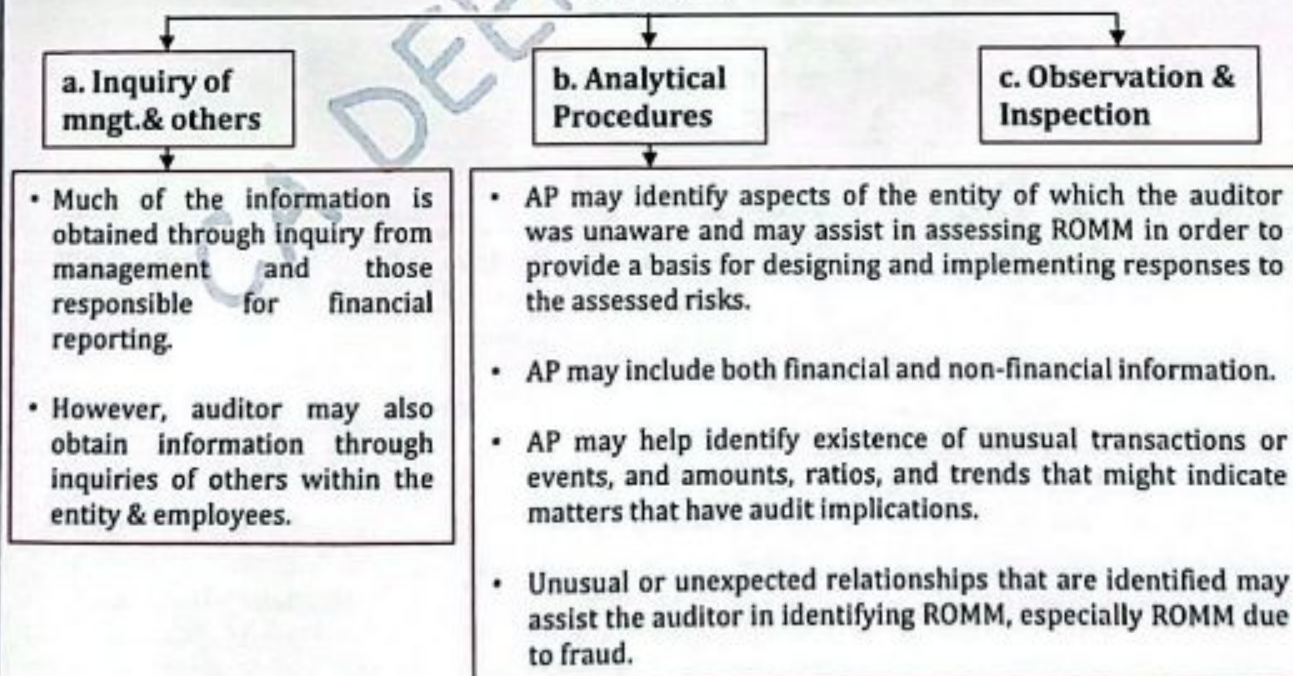 a. Inquiry of
mngt.& others
b. Analytical
Procedures
c. Observation &
Inspection
• Much of the information is
obtained through inquiry from
management and those
responsible for financial
reporting.
• However, auditor may also
obtain information through
inquiries of others within the
entity & employees.
• AP may identify aspects of the entity of which the auditor
was unaware and may assist in assessing ROMM in order to
provide a basis for designing and implementing responses to
the assessed risks.
• AP may include both financial and non-financial information.
• AP may help identify existence of unusual transactions or
events, and amounts, ratios, and trends that might indicate
matters that have audit implications.
• Unusual or unexpected relationships that are identified may
assist the auditor in identifying ROMM, especially ROMM due
to fraud.
CA